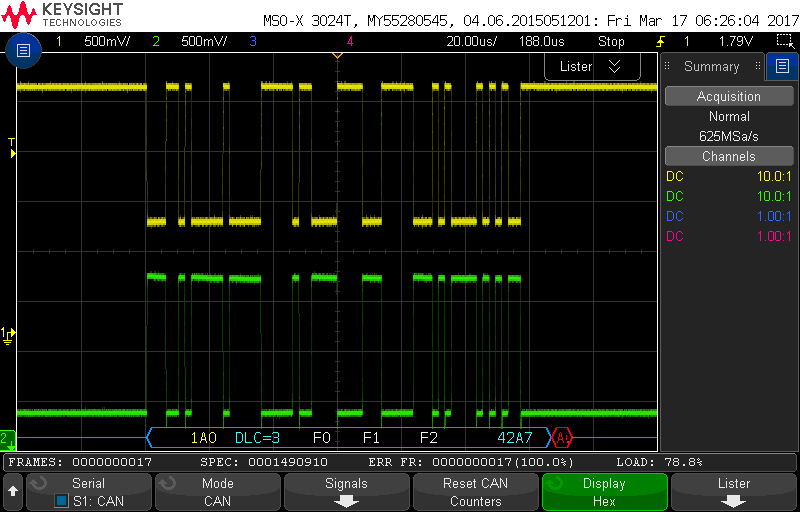 KEYSIGHT
TECHNOLOGIES
MSO-X 3024T, MY55280545, 04.06.2015051201: Fri Mar 17 06:26:04 2017
1 500mV/ 2 500mV/ 3 4 20.00us/ 188.0us Stop 1 1.79V
Lister
Summary
Acquisition
Normal
625MSa/s
Channels
DC 10.0:1
DC 10.0:1
DC 1.00:1
DC 1.00:1
T
1
2
1A0 DLC=3 F0 F1 F2 42A7
FRAMES: 0000000017 SPEC: 0001490910 ERR FR: 0000000017(100.0%) LOAD: 78.8%
Serial
S1: CAN
Mode
CAN
Signals
Reset CAN
Counters
Display
Hex
Lister